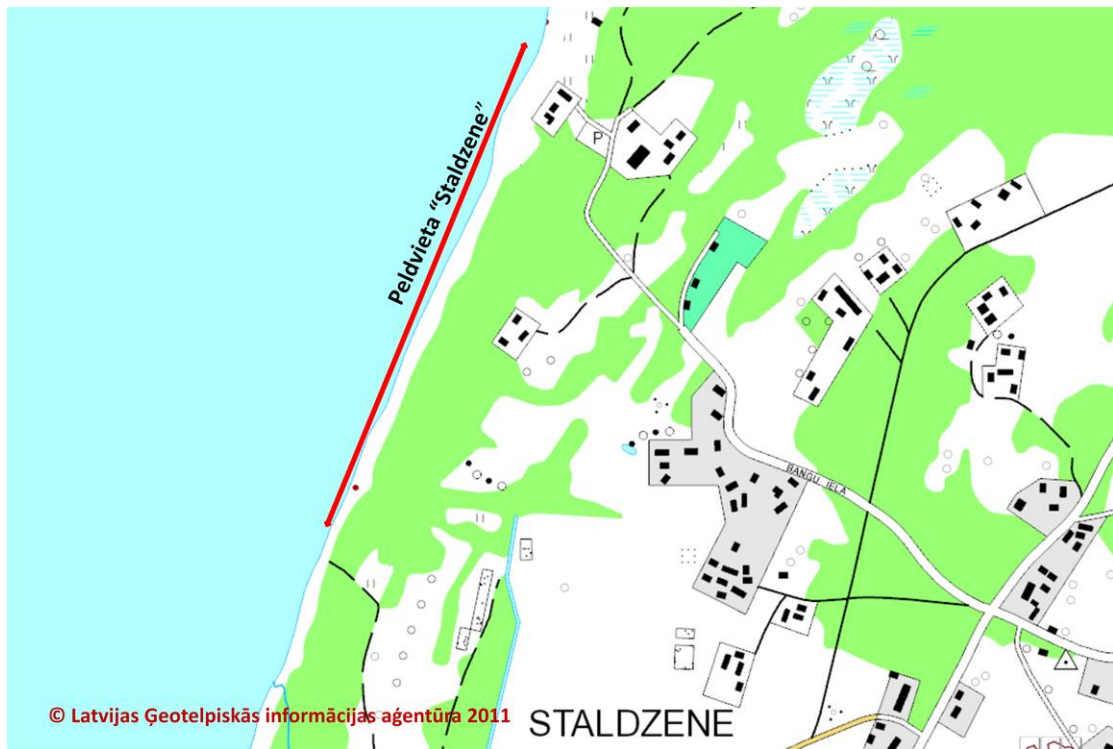 Peldvieta “Staldzene”
P
BANGU IELA
© Latvijas Ģeotelpiskās informācijas aģentūra 2011
STALDZENE